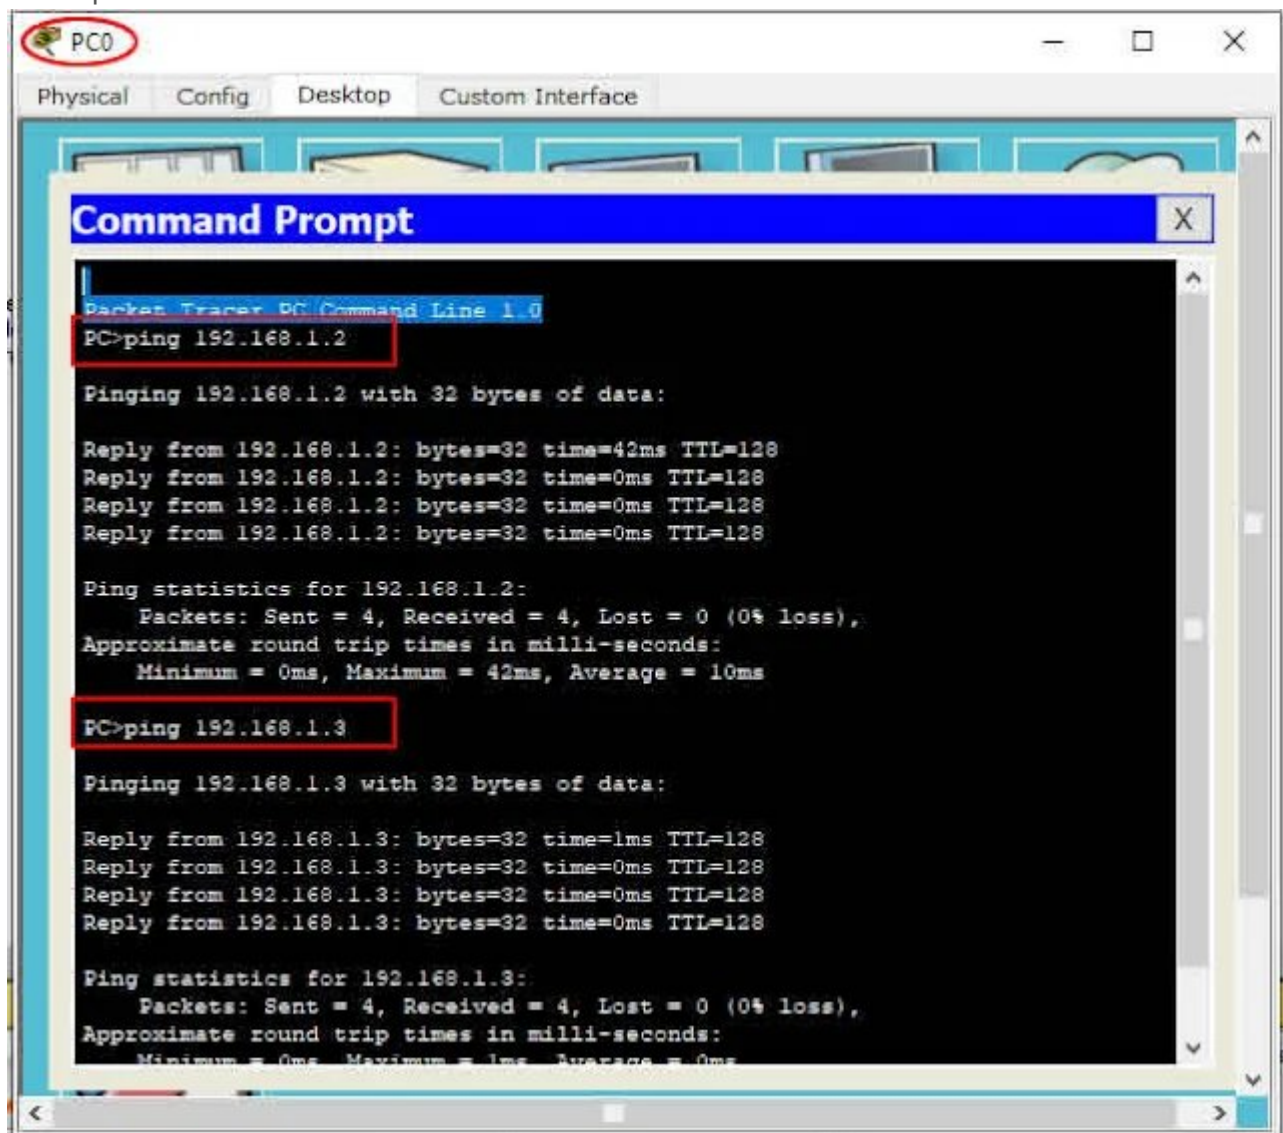 PC0
Physical Config Desktop Custom Interface
Command Prompt
X
Packet Tracer PC Command Line 1.0
PC>ping 192.168.1.2
Pinging 192.168.1.2 with 32 bytes of data:
Reply from 192.168.1.2: bytes=32 time=42ms TTL=128
Reply from 192.168.1.2: bytes=32 time=0ms TTL=128
Reply from 192.168.1.2: bytes=32 time=0ms TTL=128
Reply from 192.168.1.2: bytes=32 time=0ms TTL=128
Ping statistics for 192.168.1.2:
Packets: Sent = 4, Received = 4, Lost = 0 (0% loss),
Approximate round trip times in milli-seconds:
Minimum = 0ms, Maximum = 42ms, Average = 10ms
PC>ping 192.168.1.3
Pinging 192.168.1.3 with 32 bytes of data:
Reply from 192.168.1.3: bytes=32 time=1ms TTL=128
Reply from 192.168.1.3: bytes=32 time=0ms TTL=128
Reply from 192.168.1.3: bytes=32 time=0ms TTL=128
Reply from 192.168.1.3: bytes=32 time=0ms TTL=128
Ping statistics for 192.168.1.3:
Packets: Sent = 4, Received = 4, Lost = 0 (0% loss),
Approximate round trip times in milli-seconds:
Minimum = 0ms, Maximum = 1ms, Average = 0ms